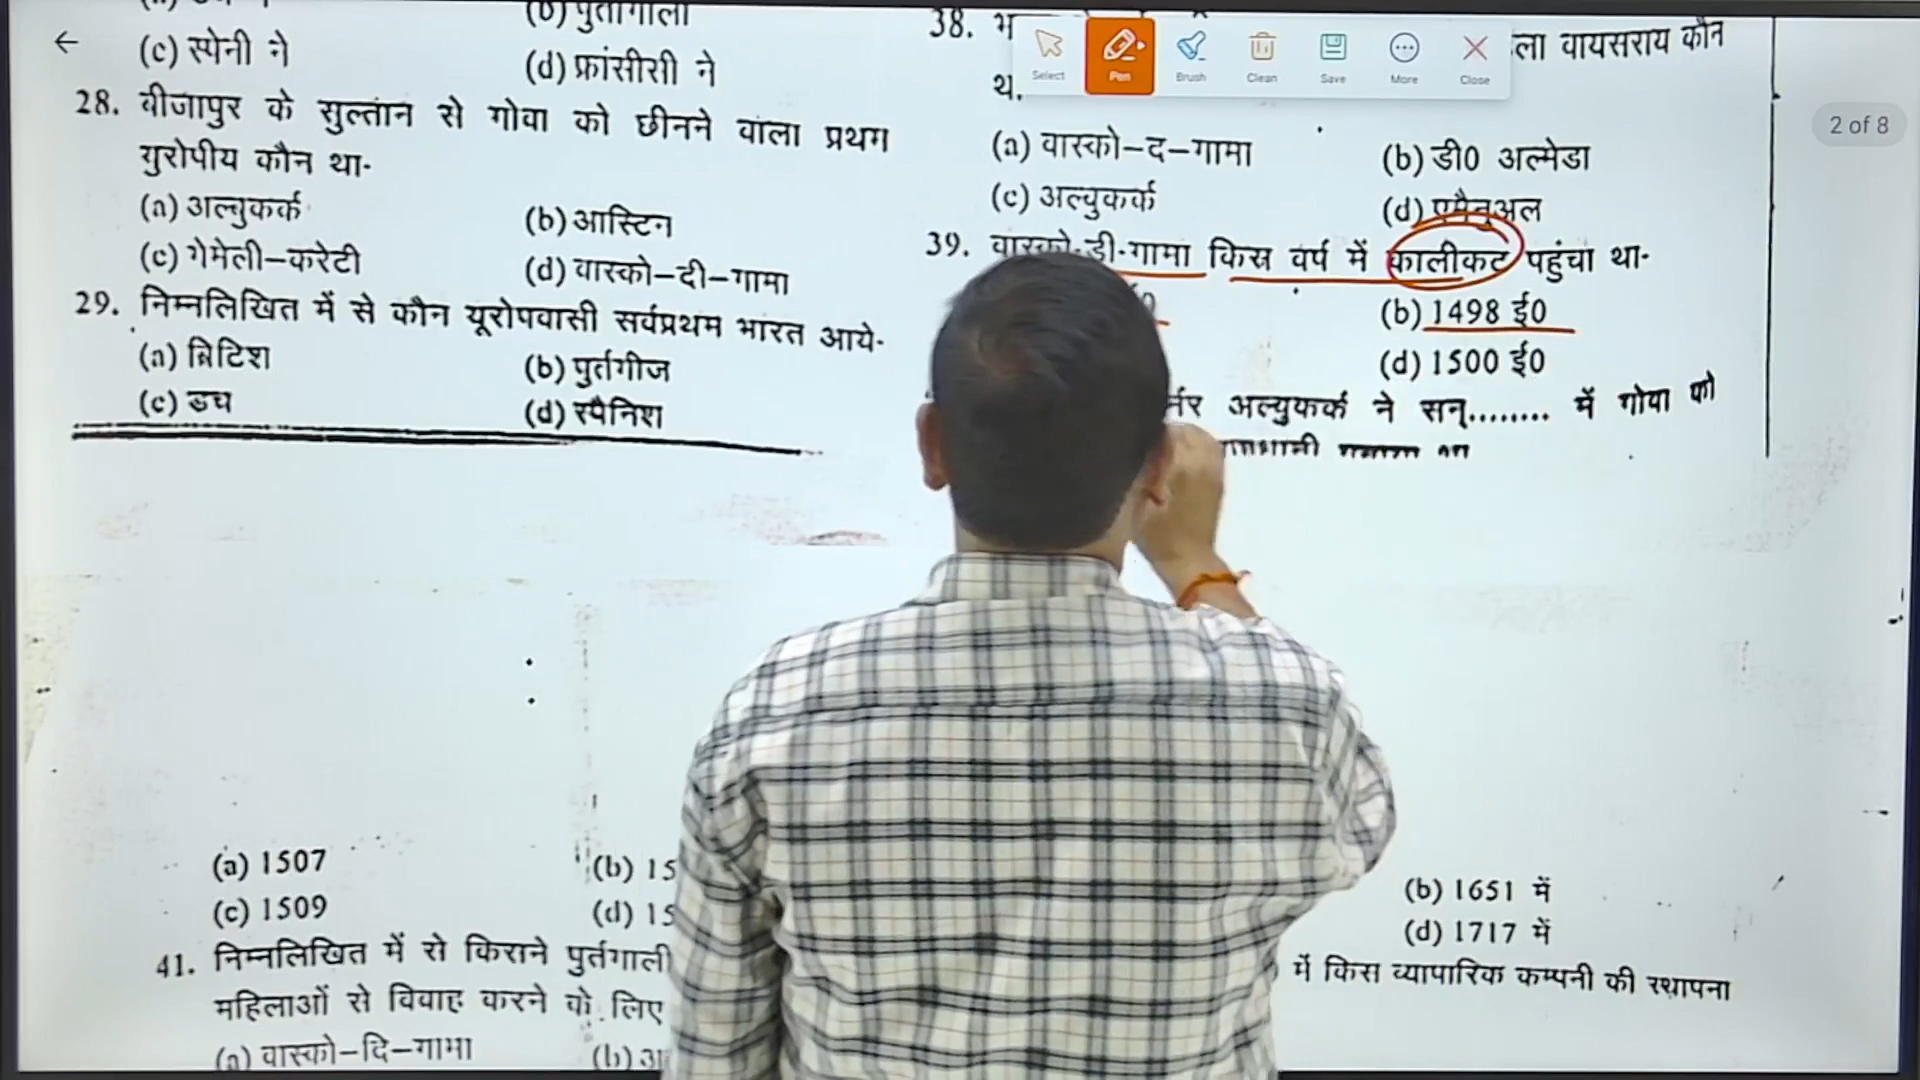 (c) स्पेनी ने
(d) फ्रांसीसी ने
28. बीजापुर के सुल्तान से गोवा को छीनने वाला प्रथम
युरोपीय कौन था-
(a) अल्बुकर्क
(b) आस्टिन
(c) गेमेली-करेटी
(d) वास्को-दी-गामा
29. निम्नलिखित में से कौन यूरोपवासी सर्वप्रथम भारत आये-
(a) ब्रिटिश
(b) पुर्तगीज
(c) डच
(d) स्पैनिश
(a) 1507
(c) 1509
41. निम्नलिखित में से किसने पुर्तगाली
महिलाओं से विवाह करने के लिए
(a) वास्को-दि-गामा
Select
Pen
Brush
Clean
Save
More
Close
2 of 8
38.
वायसराय कौन
(a) वास्को-द-गामा
(b) डी0 अल्मेडा
(c) अल्युकर्क
(d) एमैनुअल
39. वास्को-डी-गामा किस वर्ष में कालीकट पहुंचा था-
(b) 1498 ई0
(d) 1500 ई0
अल्युकर्क ने सन्........ में गोवा को
(b) 1651 में
(d) 1717 में
में किस व्यापारिक कम्पनी की स्थापना